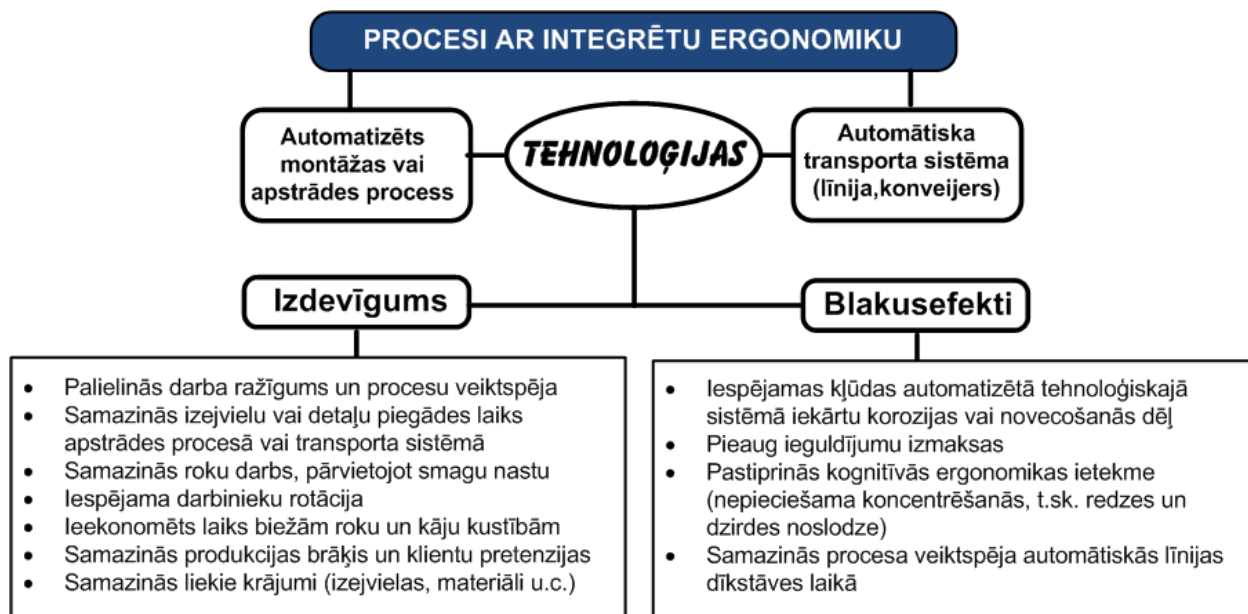 PROCESI AR INTEGRĒTU ERGONOMIKU
Automatizēts
montāžas vai
apstrādes process
TEHNOLOĢIJAS
Automātiska
transporta sistēma
(līnija,konveijers)
Izdevīgums
Blakusefekti
• Palielinās darba ražīgums un procesu veiktspēja
• Samazinās izejvielu vai detaļu piegādes laiks
apstrādes procesā vai transporta sistēmā
• Samazinās roku darbs, pārvietojot smagu nastu
• Iespējama darbinieku rotācija
• Ieekonomēts laiks biežām roku un kāju kustībām
• Samazinās produkcijas brāķis un klientu pretenzijas
• Samazinās liekie krājumi (izejvielas, materiāli u.c.)
• Iespējamas kļūdas automatizētā tehnoloģiskajā
sistēmā iekārtu korozijas vai novecošanās dēļ
• Pieaug ieguldījumu izmaksas
• Pastiprinās kognitīvās ergonomikas ietekme
(nepieciešama koncentrēšanās, t.sk. redzes un
dzirdes noslodze)
• Samazinās procesa veiktspēja automātiskās līnijas
dīkstāves laikā